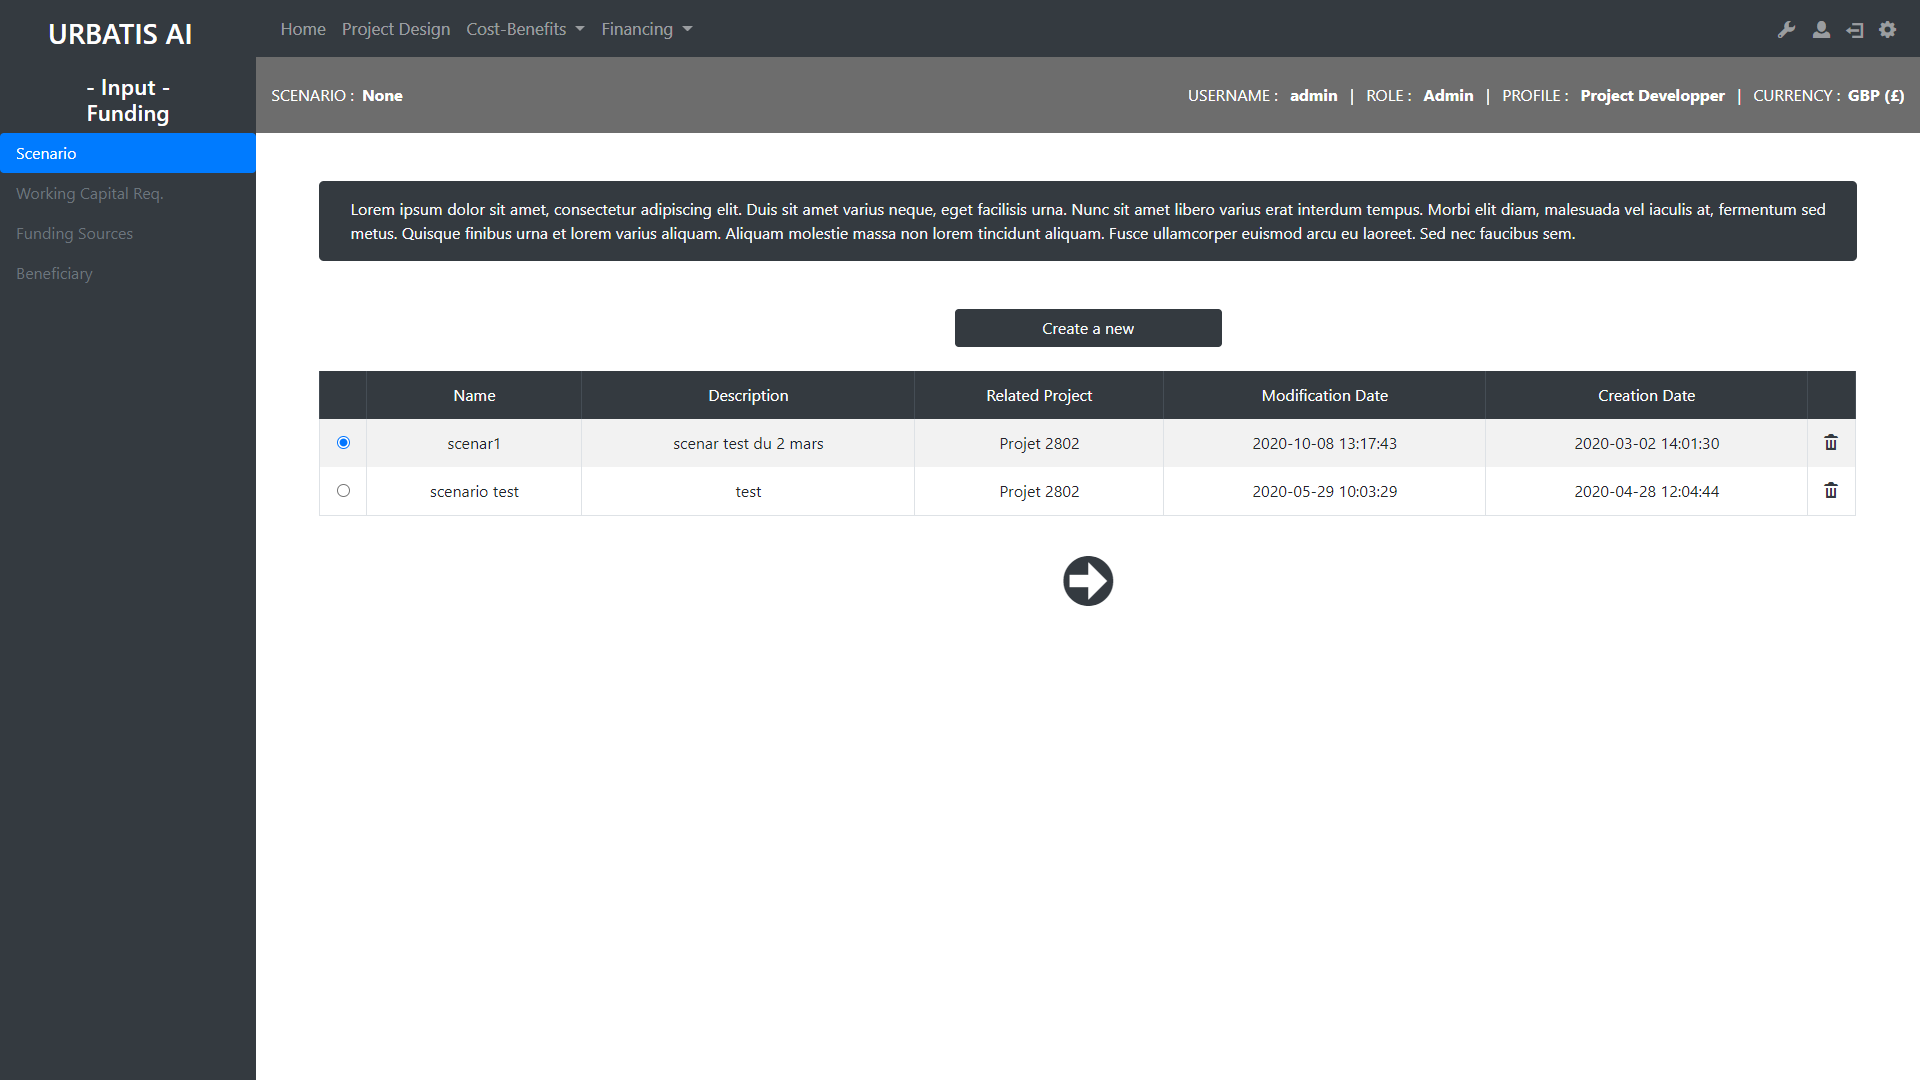 URBATIS AI
Home Project Design Cost-Benefits Financing
- Input -
Funding
SCENARIO : None
USERNAME : admin | ROLE : Admin | PROFILE : Project Developper | CURRENCY : GBP (£)
Scenario
Working Capital Req.
Funding Sources
Beneficiary
Lorem ipsum dolor sit amet, consectetur adipiscing elit. Duis sit amet varius neque, eget facilisis urna. Nunc sit amet libero varius erat interdum tempus. Morbi elit diam, malesuada vel iaculis at, fermentum sed
metus. Quisque finibus urna et lorem varius aliquam. Aliquam molestie massa non lorem tincidunt aliquam. Fusce ullamcorper euismod arcu eu laoreet. Sed nec faucibus sem.
Create a new
Name Description Related Project Modification Date Creation Date
scenar1 scenar test du 2 mars Projet 2802 2020-10-08 13:17:43 2020-03-02 14:01:30
scenario test test Projet 2802 2020-05-29 10:03:29 2020-04-28 12:04:44